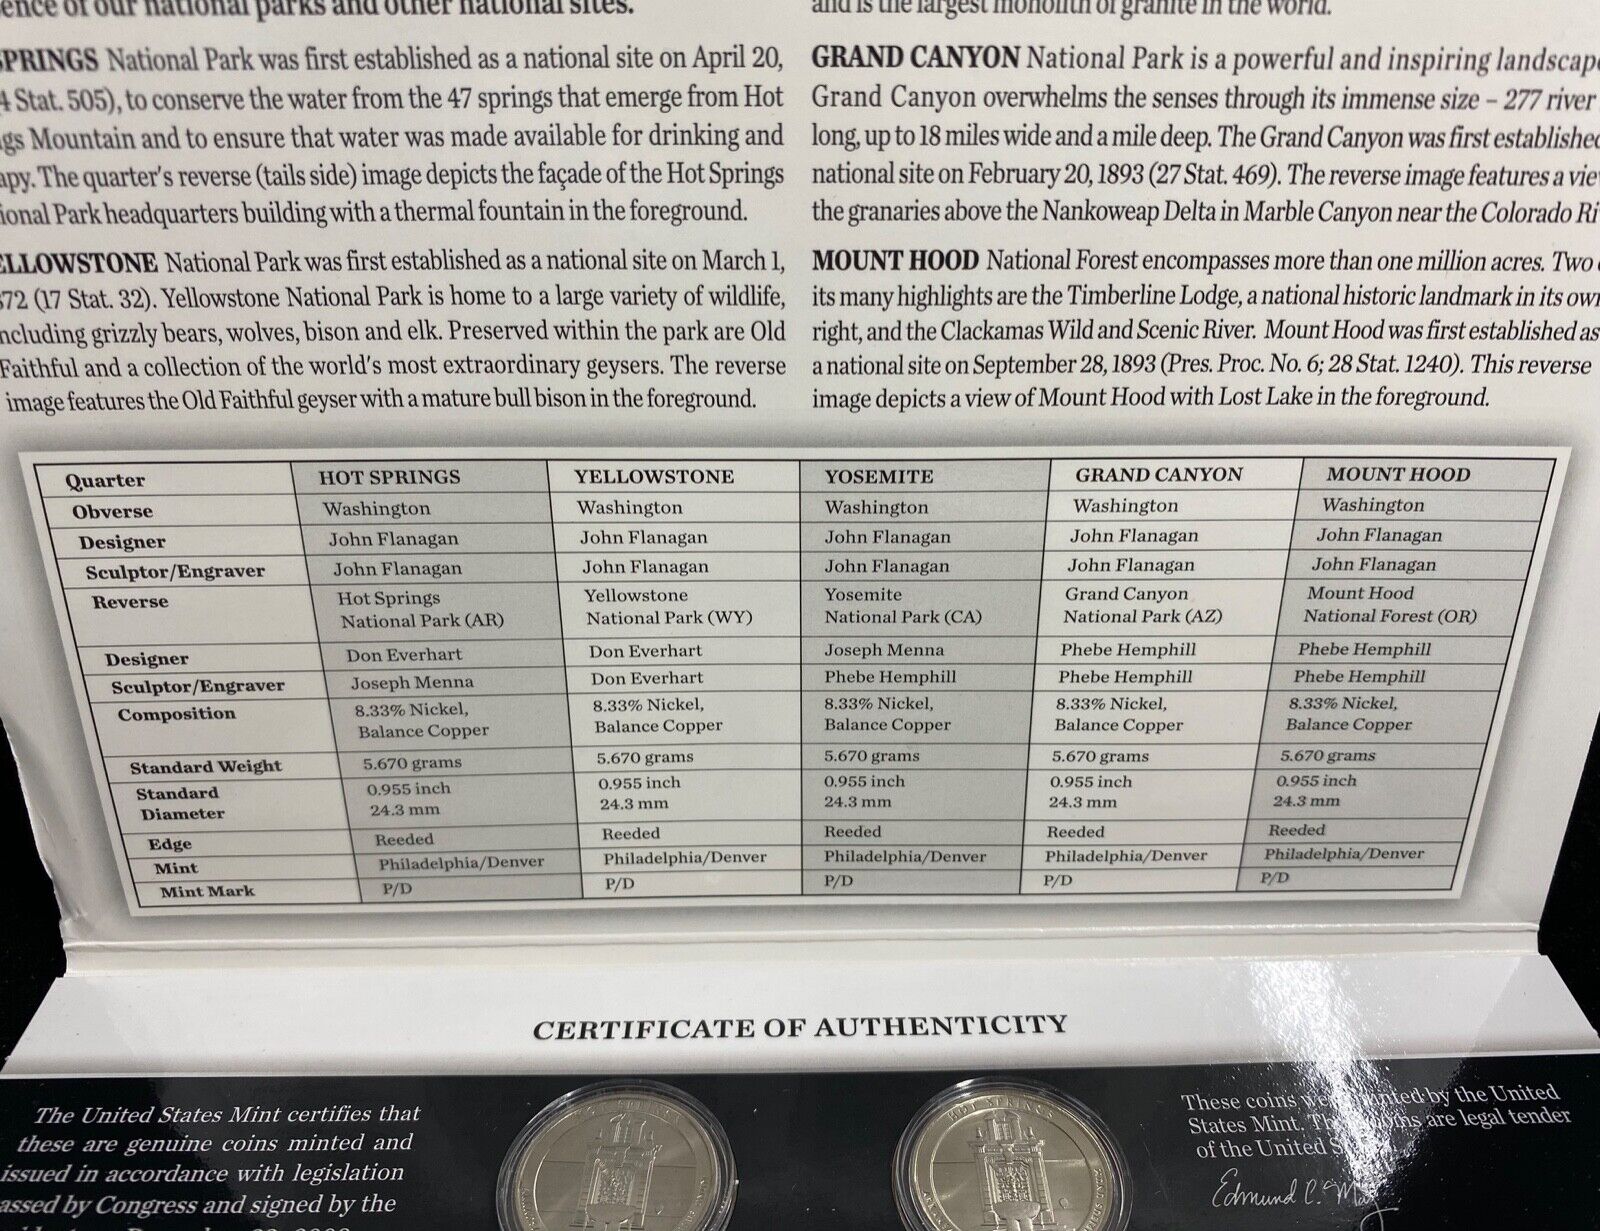 ence of our national parks and other national sites.
SPRINGS National Park was first established as a national site on April 20,
4 Stat. 505), to conserve the water from the 47 springs that emerge from Hot
gs Mountain and to ensure that water was made available for drinking and
apy. The quarter's reverse (tails side) image depicts the façade of the Hot Springs
ional Park headquarters building with a thermal fountain in the foreground.
ELLOWSTONE National Park was first established as a national site on March 1,
872 (17 Stat. 32). Yellowstone National Park is home to a large variety of wildlife,
ncluding grizzly bears, wolves, bison and elk. Preserved within the park are Old
Faithful and a collection of the world's most extraordinary geysers. The reverse
image features the Old Faithful geyser with a mature bull bison in the foreground.
and is the largest monolith of granite in the world.
GRAND CANYON National Park is a powerful and inspiring landscape
Grand Canyon overwhelms the senses through its immense size – 277 river
long, up to 18 miles wide and a mile deep. The Grand Canyon was first established
national site on February 20, 1893 (27 Stat. 469). The reverse image features a vie
the granaries above the Nankoweap Delta in Marble Canyon near the Colorado Ri
MOUNT HOOD National Forest encompasses more than one million acres. Two
its many highlights are the Timberline Lodge, a national historic landmark in its own
right, and the Clackamas Wild and Scenic River. Mount Hood was first established as
a national site on September 28, 1893 (Pres. Proc. No. 6; 28 Stat. 1240). This reverse
image depicts a view of Mount Hood with Lost Lake in the foreground.
Quarter HOT SPRINGS YELLOWSTONE YOSEMITE GRAND CANYON MOUNT HOOD
Obverse Washington Washington Washington Washington Washington
Designer John Flanagan John Flanagan John Flanagan John Flanagan John Flanagan
Sculptor/Engraver John Flanagan John Flanagan John Flanagan John Flanagan John Flanagan
Reverse Hot Springs Yellowstone Yosemite Grand Canyon Mount Hood
National Park (AR) National Park (WY) National Park (CA) National Park (AZ) National Forest (OR)
Designer Don Everhart Don Everhart Joseph Menna Phebe Hemphill Phebe Hemphill
Sculptor/Engraver Joseph Menna Don Everhart Phebe Hemphill Phebe Hemphill Phebe Hemphill
Composition 8.33% Nickel, 8.33% Nickel, 8.33% Nickel, 8.33% Nickel, 8.33% Nickel,
Balance Copper Balance Copper Balance Copper Balance Copper Balance Copper
Standard Weight 5.670 grams 5.670 grams 5.670 grams 5.670 grams 5.670 grams
Standard 0.955 inch 0.955 inch 0.955 inch 0.955 inch 0.955 inch
Diameter 24.3 mm 24.3 mm 24.3 mm 24.3 mm 24.3 mm
Edge Reeded Reeded Reeded Reeded Reeded
Mint Philadelphia/Denver Philadelphia/Denver Philadelphia/Denver Philadelphia/Denver Philadelphia/Denver
Mint Mark P/D P/D P/D P/D P/D
CERTIFICATE OF AUTHENTICITY
The United States Mint certifies that
these are genuine coins minted and
issued in accordance with legislation
assed by Congress and signed by the
HOT SPRINGS
These coins by the United
States Mint. are legal tender
of the United
Edmund C.